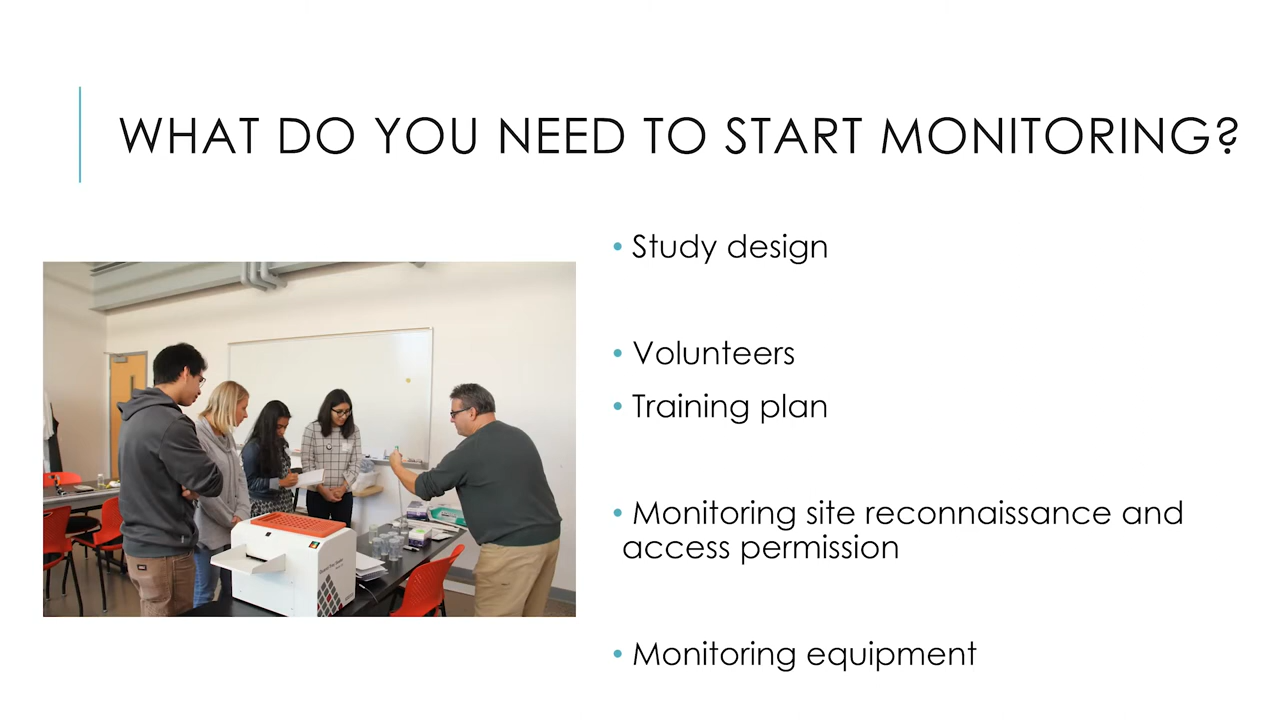 WHAT DO YOU NEED TO START MONITORING?
• Study design
• Volunteers
• Training plan
• Monitoring site reconnaissance and
access permission
• Monitoring equipment